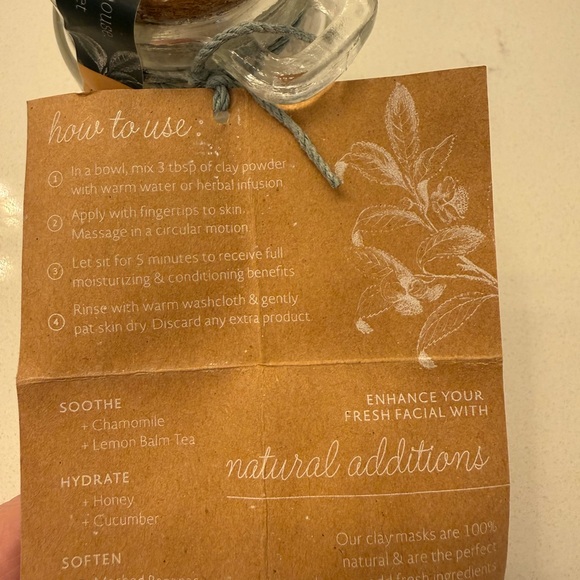 how to use:
1 In a bowl, mix 3 tbsp of clay powder
with warm water or herbal infusion
2 Apply with fingertips to skin.
Massage in a circular motion
3 Let sit for 5 minutes to receive full
moisturizing & conditioning benefits
4 Rinse with warm washcloth & gently
pat skin dry. Discard any extra product
SOOTHE
+ Chamomile
+ Lemon Balm Tea
HYDRATE
+ Honey
+ Cucumber
SOFTEN
ENHANCE YOUR
FRESH FACIAL WITH
natural additions
Our clay masks are 100%
natural & are the perfect
fresh ingredients